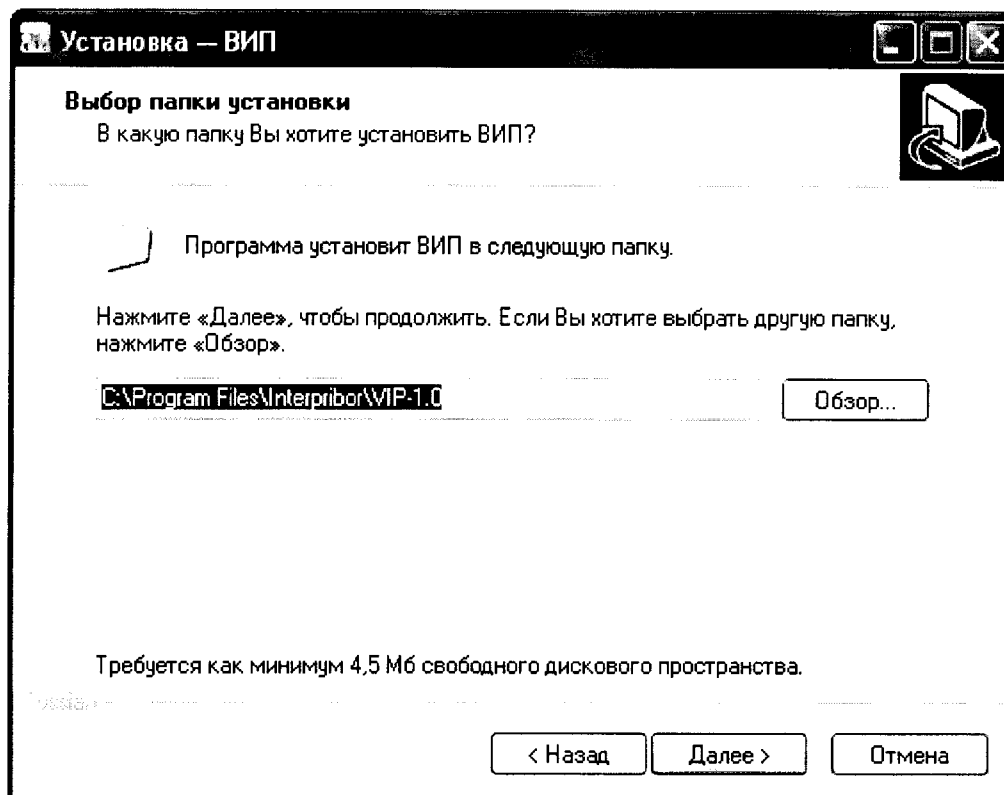 Установка — ВИП
Выбор папки установки
В какую папку Вы хотите установить ВИП?
Программа установит ВИП в следующую папку.
Нажмите «Далее», чтобы продолжить. Если Вы хотите выбрать другую папку,
нажмите «Обзор».
C:\Program Files\Interpribor\VIP-1.0
Обзор...
Требуется как минимум 4,5 Мб свободного дискового пространства.
< Назад
Далее >
Отмена